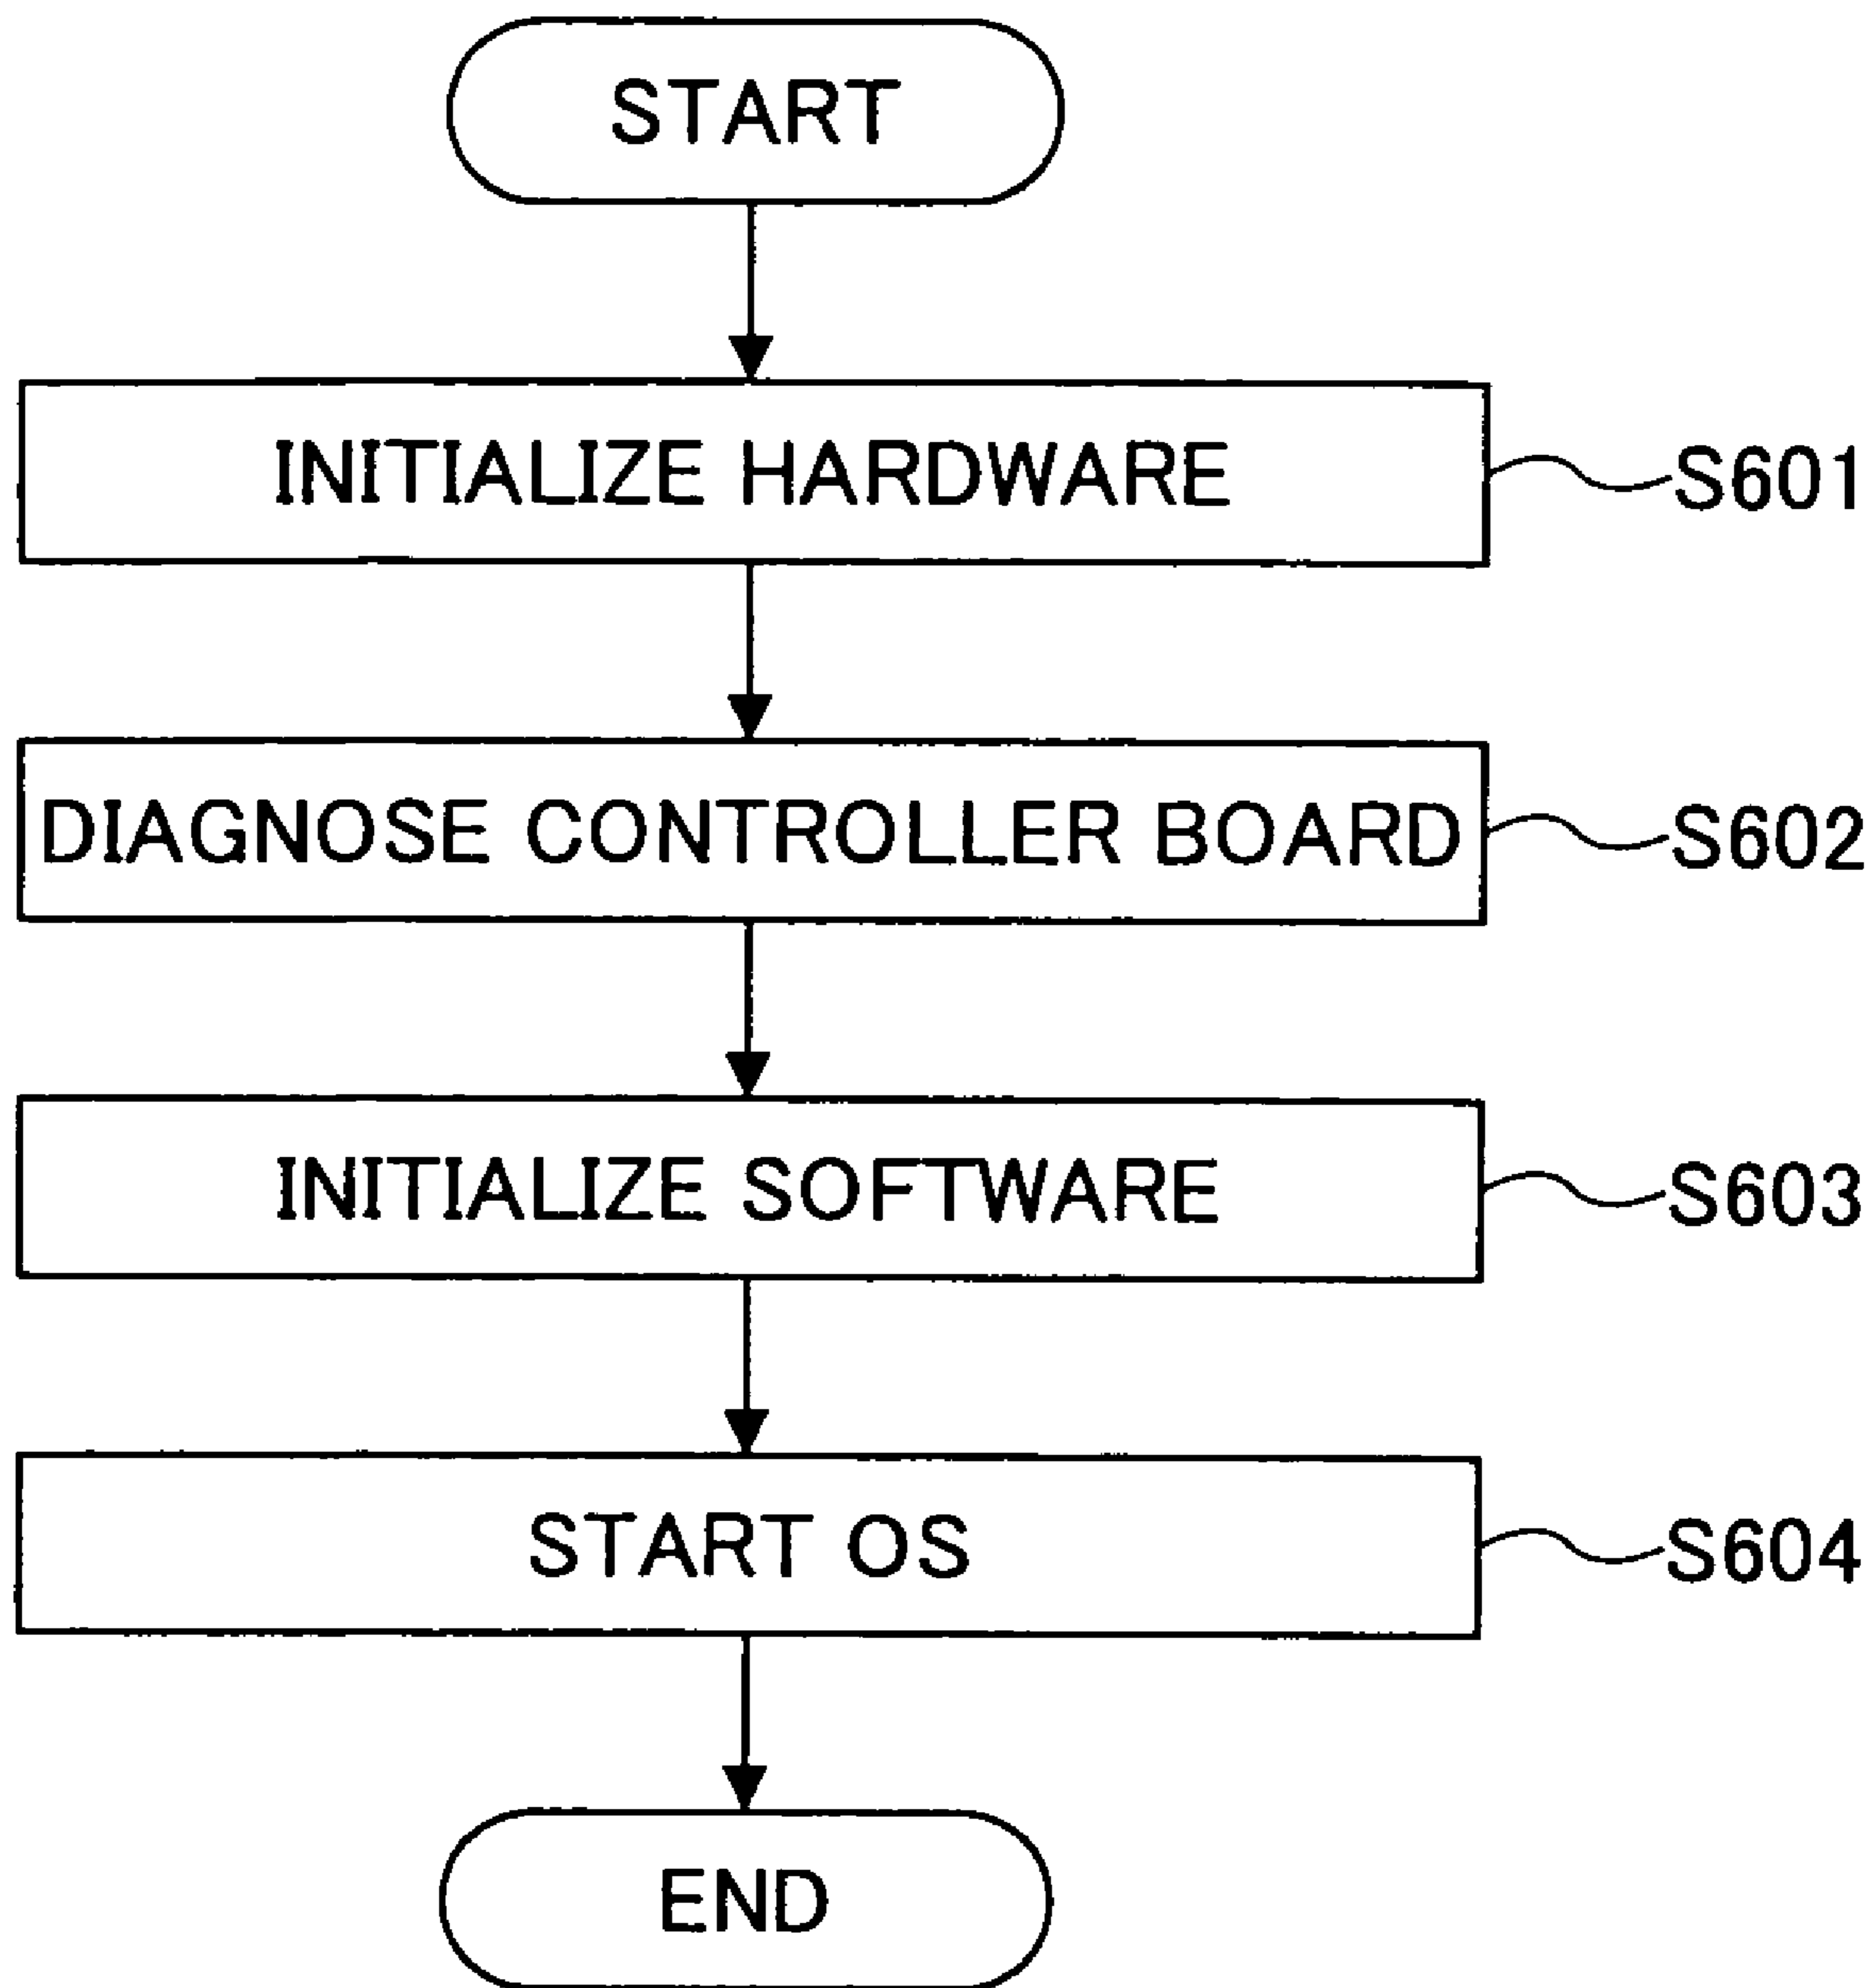 START
INITIALIZE HARDWARE S601
DIAGNOSE CONTROLLER BOARD S602
INITIALIZE SOFTWARE S603
START OS S604
END